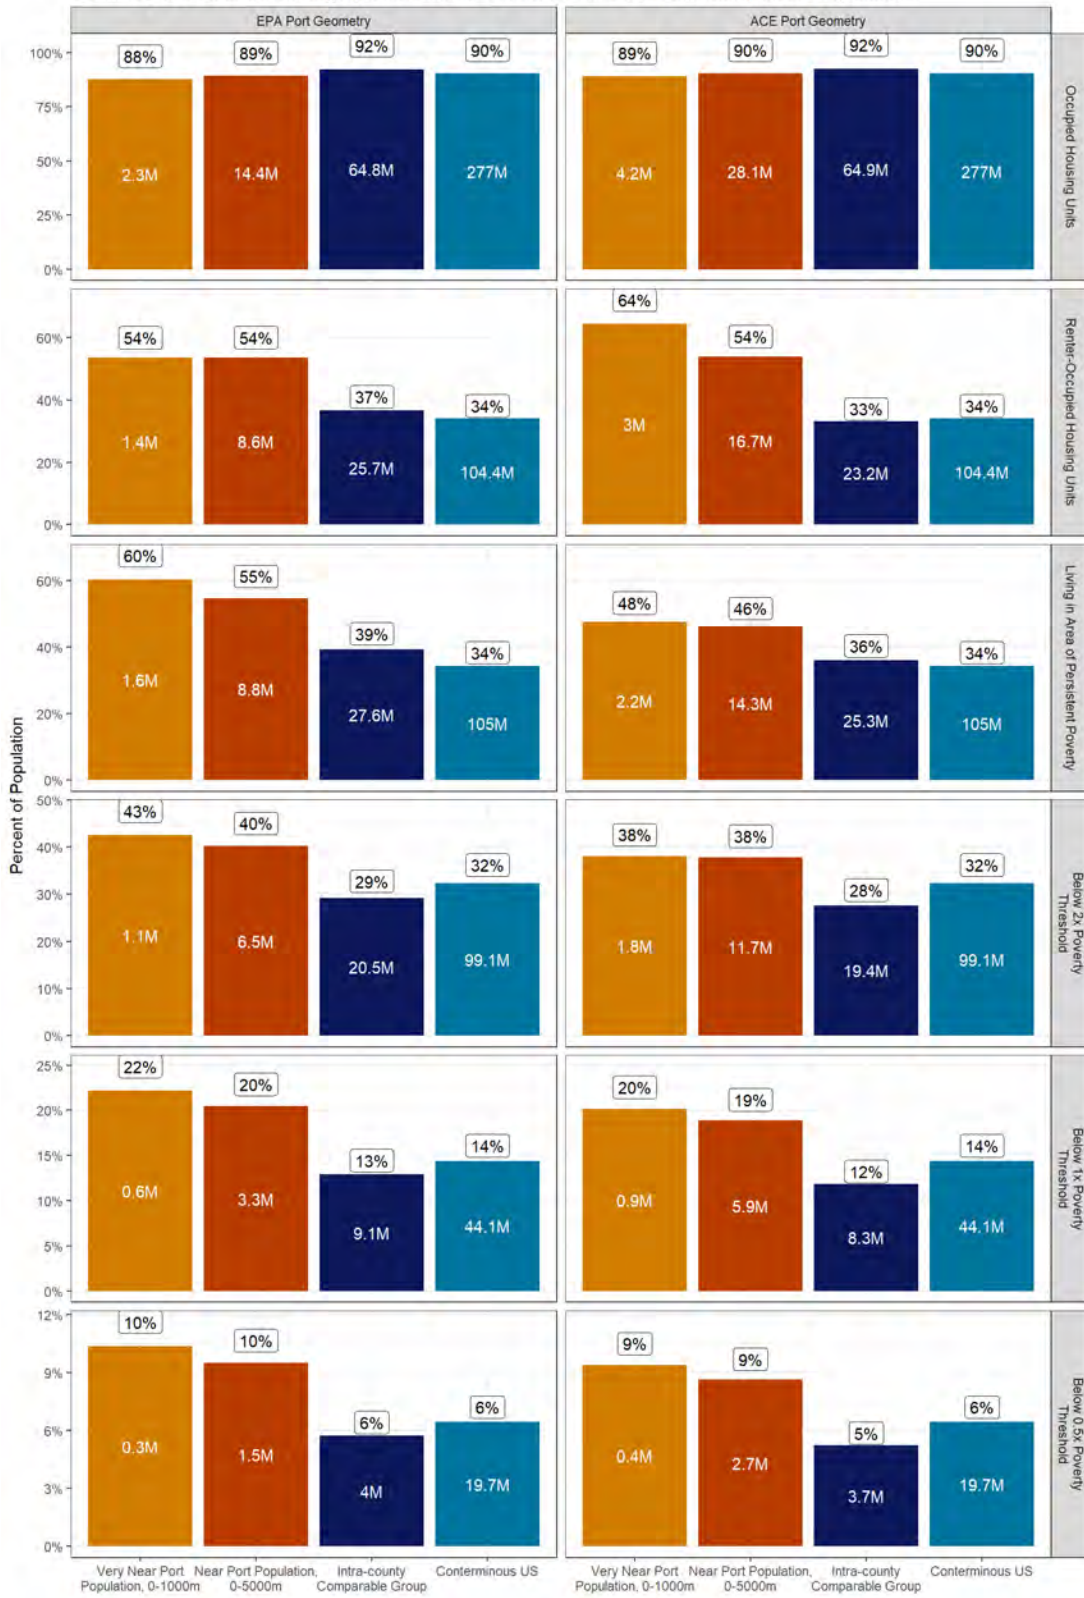 EPA Port Geometry
ACE Port Geometry
100%
75%
50%
25%
0%
88%
89%
92%
90%
2.3M
14.4M
64.8M
277M
89%
90%
92%
90%
4.2M
28.1M
64.9M
277M
Occupied Housing Units
60%
40%
20%
0%
54%
54%
37%
34%
1.4M
8.6M
25.7M
104.4M
64%
54%
33%
34%
3M
16.7M
23.2M
104.4M
Renter-Occupied Housing Units
60%
40%
20%
0%
60%
55%
39%
34%
1.6M
8.8M
27.6M
105M
48%
46%
36%
34%
2.2M
14.3M
25.3M
105M
Living in Area of Persistent Poverty
Percent of Population
50%
40%
30%
20%
10%
0%
43%
40%
29%
32%
1.1M
6.5M
20.5M
99.1M
38%
38%
28%
32%
1.8M
11.7M
19.4M
99.1M
Below 2x Poverty
Threshold
25%
20%
15%
10%
5%
0%
22%
20%
13%
14%
0.6M
3.3M
9.1M
44.1M
20%
19%
12%
14%
0.9M
5.9M
8.3M
44.1M
Below 1x Poverty
Threshold
12%
9%
6%
3%
0%
10%
10%
6%
6%
0.3M
1.5M
4M
19.7M
9%
9%
5%
6%
0.4M
2.7M
3.7M
19.7M
Below 0.5x Poverty
Threshold
Very Near Port
Population, 0-1000m
Near Port Population,
0-5000m
Intra-county
Comparable Group
Conterminous US
Very Near Port
Population, 0-1000m
Near Port Population,
0-5000m
Intra-county
Comparable Group
Conterminous US